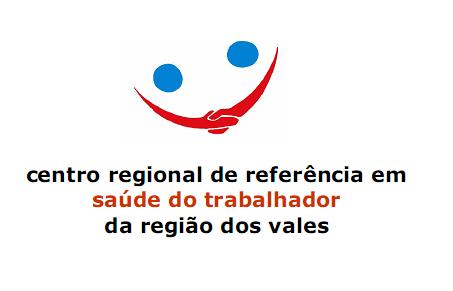 centro regional de referência em
saúde do trabalhador
da região dos vales